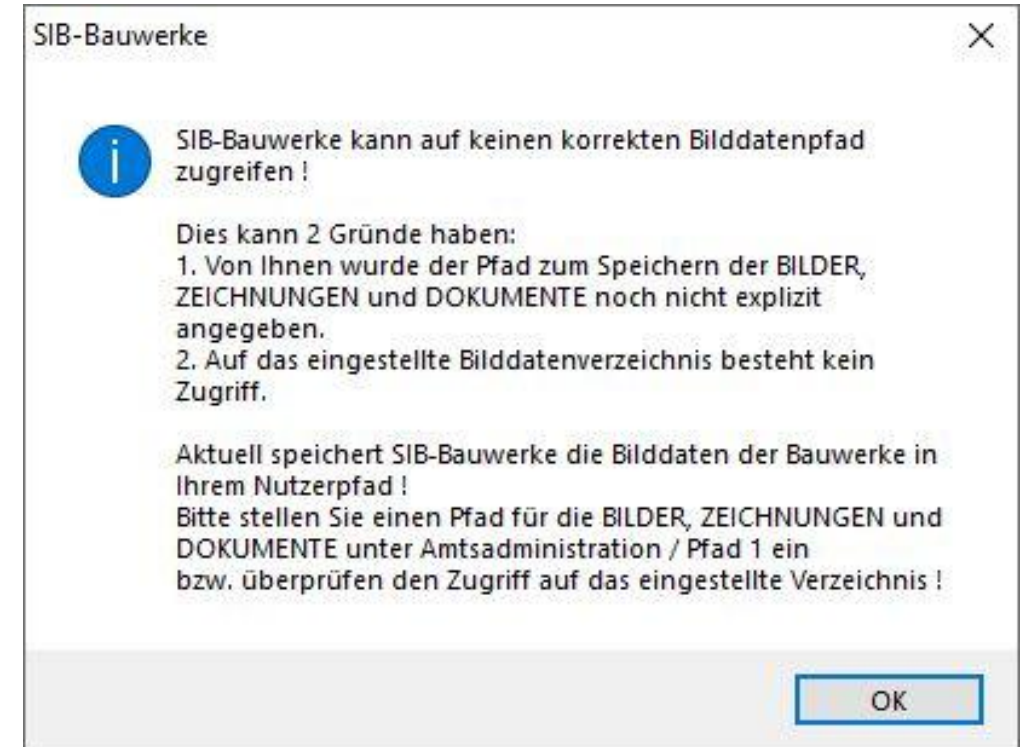 SIB-Bauwerke
SIB-Bauwerke kann auf keinen korrekten Bilddatenpfad
zugreifen !
Dies kann 2 Gründe haben:
1. Von Ihnen wurde der Pfad zum Speichern der BILDER,
ZEICHNUNGEN und DOKUMENTE noch nicht explizit
angegeben.
2. Auf das eingestellte Bilddatenverzeichnis besteht kein
Zugriff.
Aktuell speichert SIB-Bauwerke die Bilddaten der Bauwerke in
Ihrem Nutzerpfad !
Bitte stellen Sie einen Pfad für die BILDER, ZEICHNUNGEN und
DOKUMENTE unter Amtsadministration / Pfad 1 ein
bzw. überprüfen den Zugriff auf das eingestellte Verzeichnis !
OK